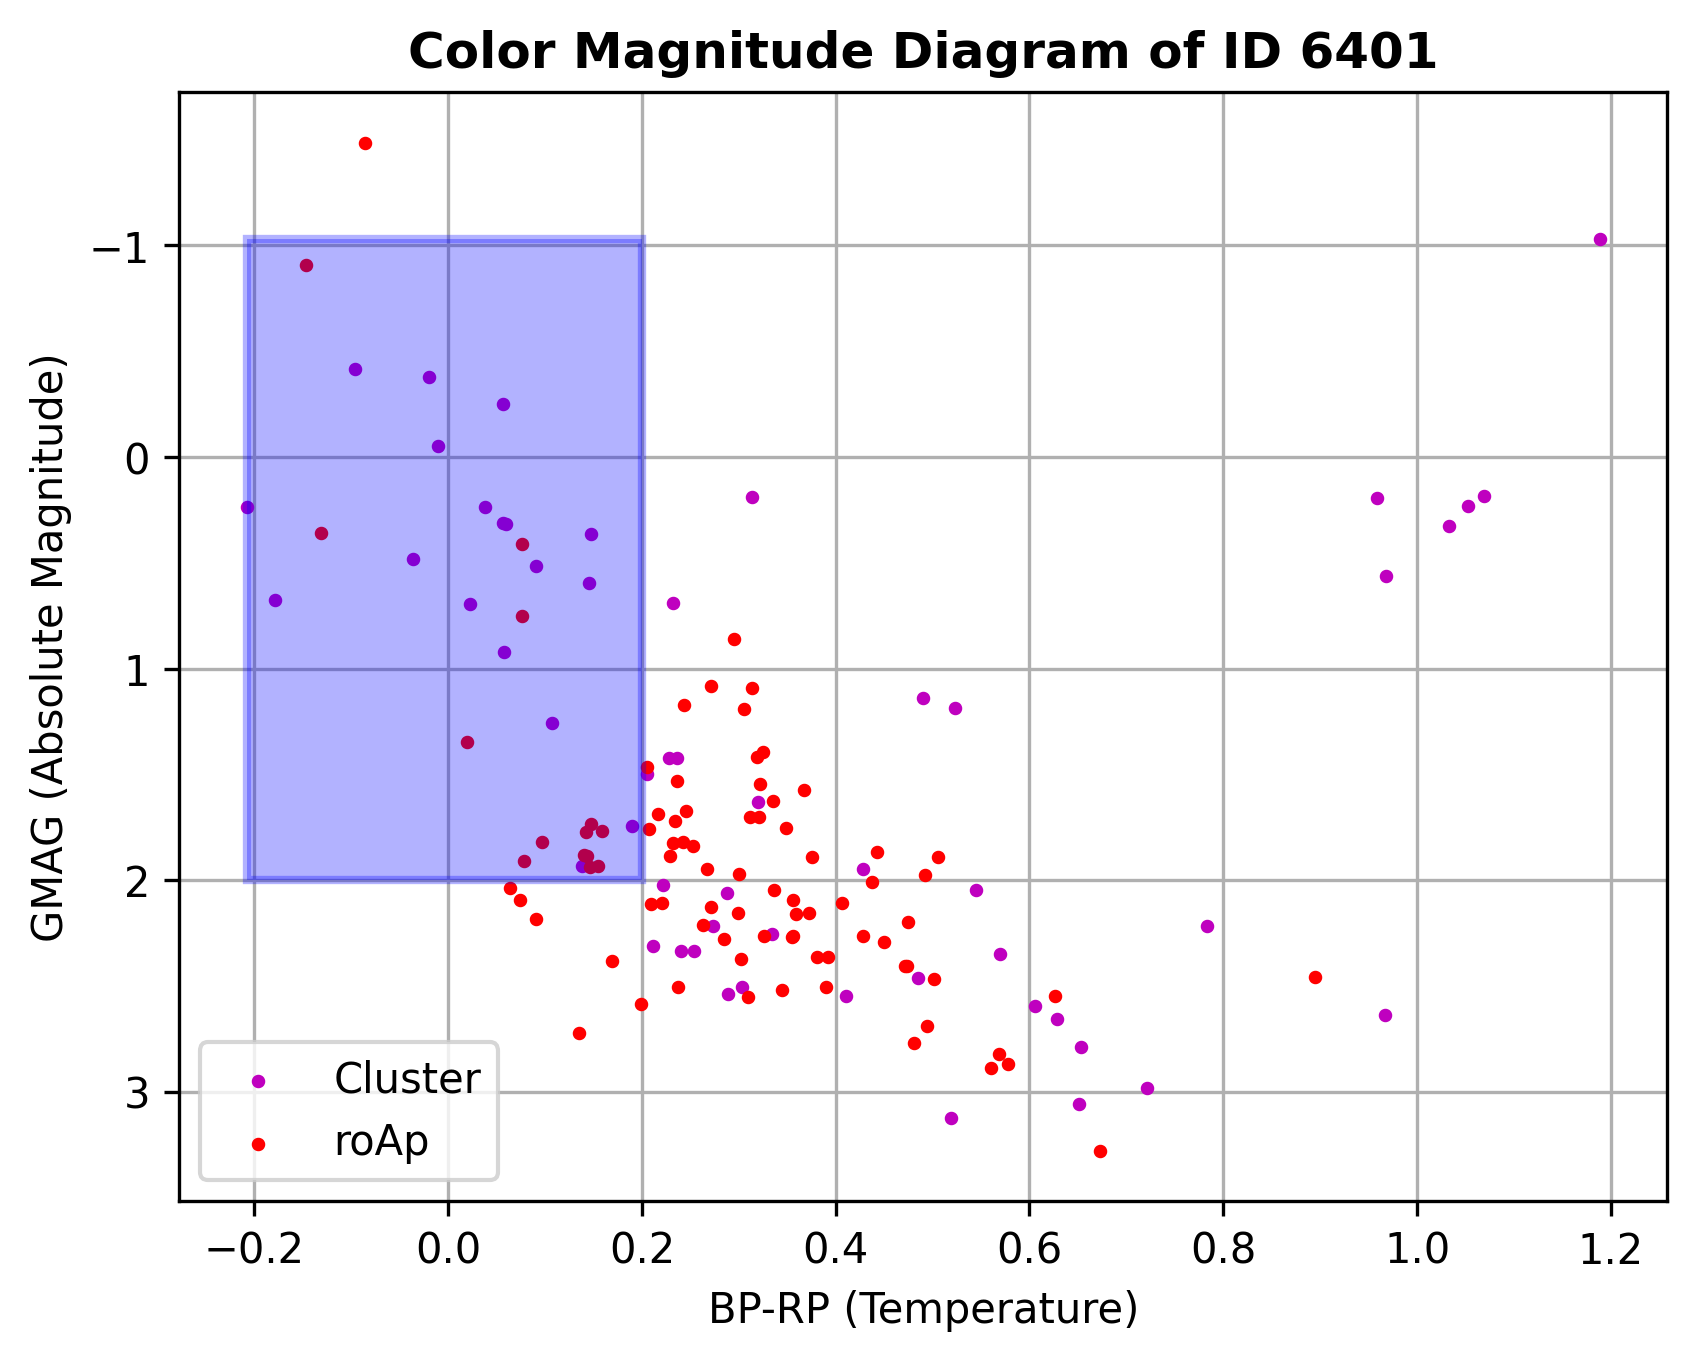 Color Magnitude Diagram of ID 6401
GMAG (Absolute Magnitude)
−1
0
1
2
3
Cluster
roAp
−0.2 0.0 0.2 0.4 0.6 0.8 1.0 1.2
BP-RP (Temperature)